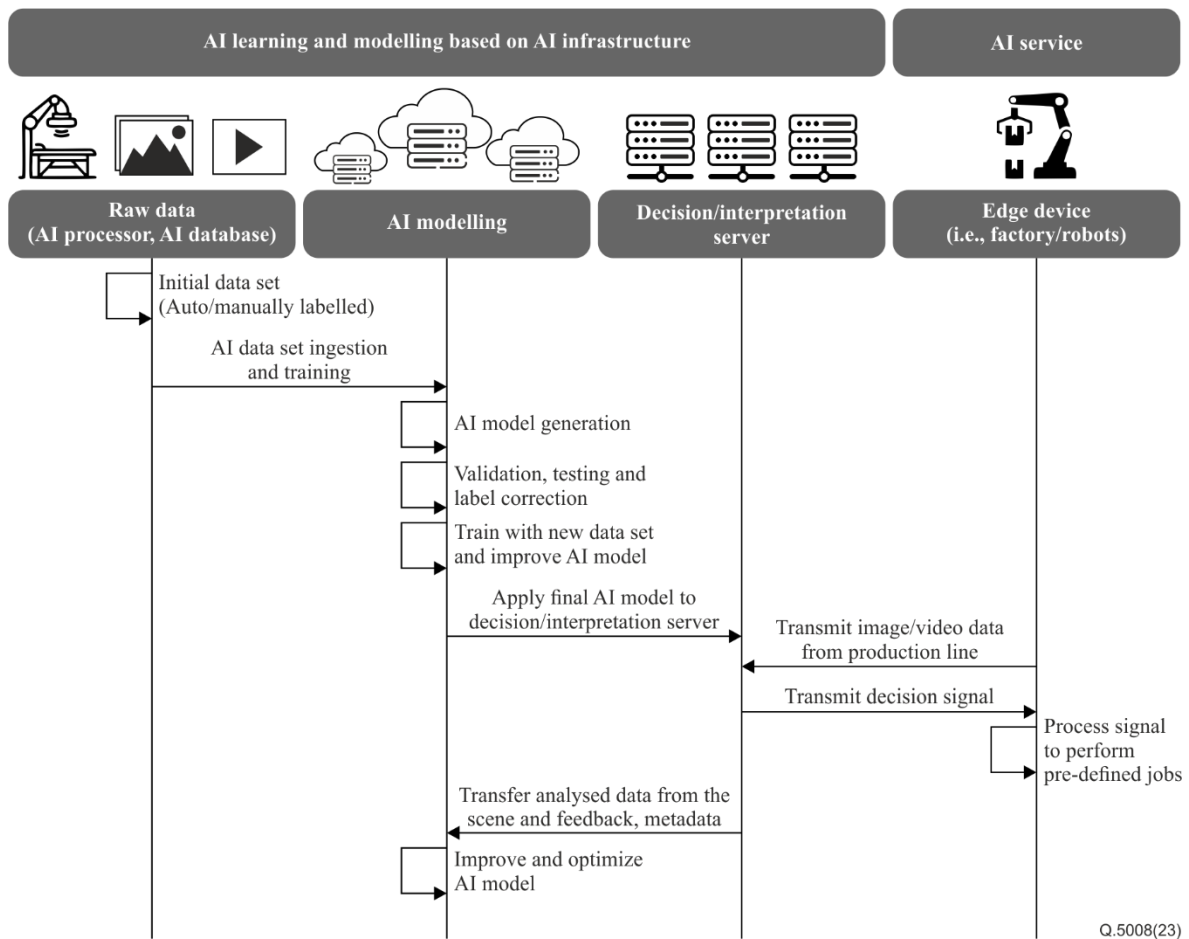 AI learning and modelling based on AI infrastructure
AI service
Raw data
(AI processor, AI database)
AI modelling
Decision/interpretation
server
Edge device
(i.e., factory/robots)
Initial data set
(Auto/manually labelled)
AI data set ingestion
and training
AI model generation
Validation, testing and
label correction
Train with new data set
and improve AI model
Apply final AI model to
decision/interpretation server
Transmit image/video data
from production line
Transmit decision signal
Process signal
to perform
pre-defined jobs
Transfer analysed data from the
scene and feedback, metadata
Improve and optimize
AI model
Q.5008(23)